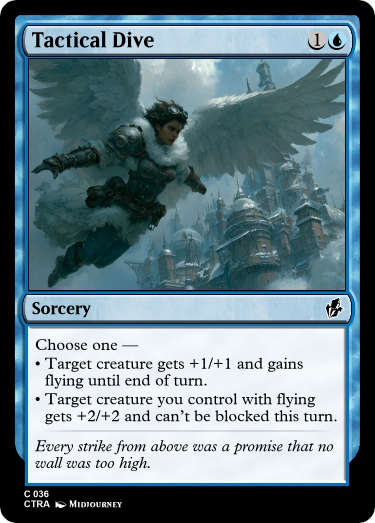 Tactical Dive 1
Sorcery
Choose one —
• Target creature gets +1/+1 and gains
flying until end of turn.
• Target creature you control with flying
gets +2/+2 and can't be blocked this turn.
Every strike from above was a promise that no
wall was too high.
C 036
CTRA Midjourney